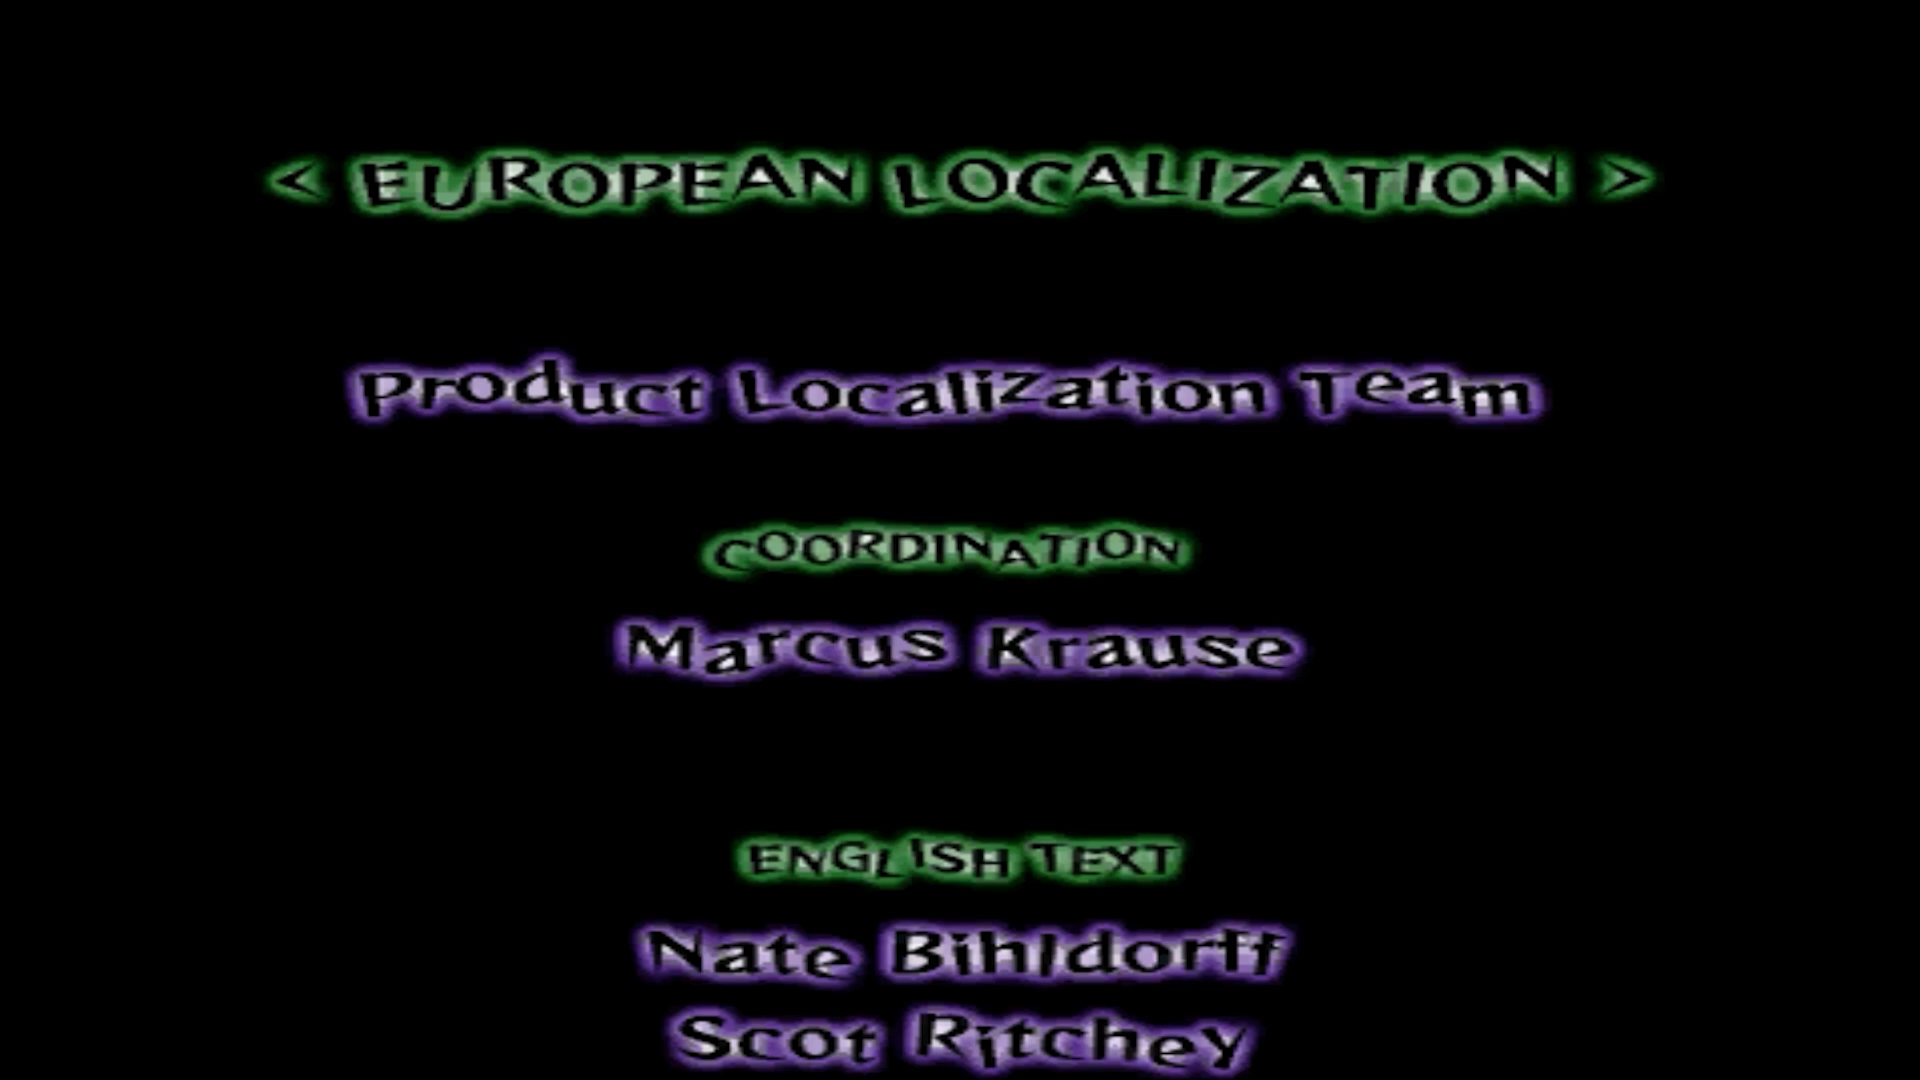 < EUROPEAN LOCALIZATION >
Product Localization Team
COORDINATION
Marcus Krause
ENGLISH TEXT
Nate Bihldorff
Scot Ritchey